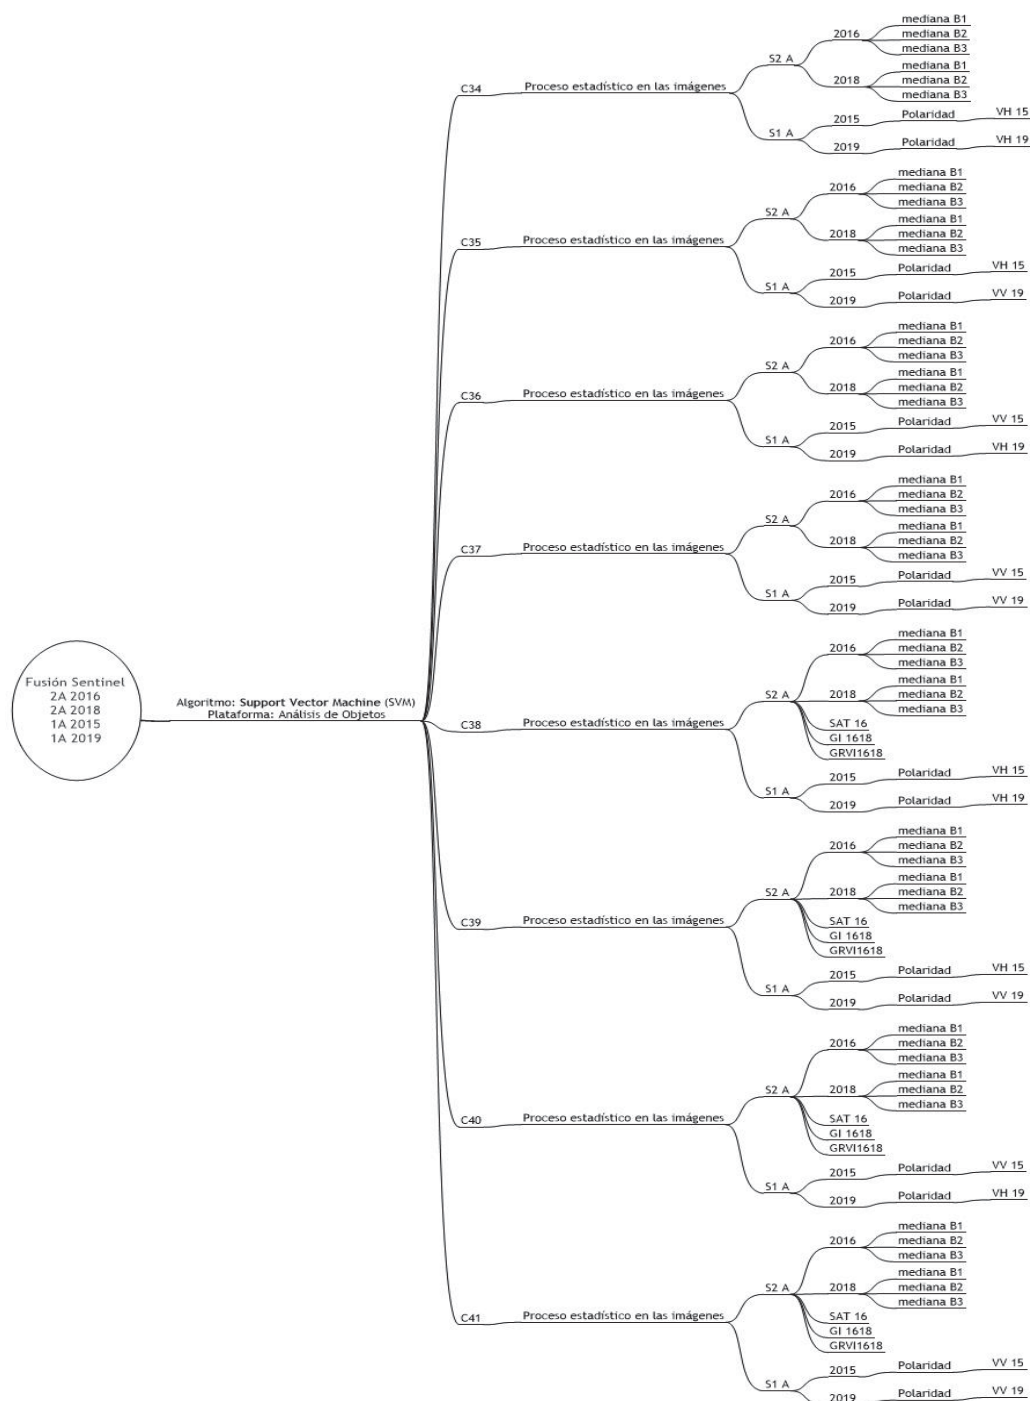 Fusión Sentinel
2A 2016
2A 2018
1A 2015
1A 2019
Algoritmo: Support Vector Machine (SVM)
Plataforma: Análisis de Objetos
C34
Proceso estadístico en las imágenes
S2 A
2016
mediana B1
mediana B2
mediana B3
2018
mediana B1
mediana B2
mediana B3
S1 A
2015
Polaridad
VH 15
2019
Polaridad
VH 19
C35
Proceso estadístico en las imágenes
S2 A
2016
mediana B1
mediana B2
mediana B3
2018
mediana B1
mediana B2
mediana B3
S1 A
2015
Polaridad
VH 15
2019
Polaridad
VV 19
C36
Proceso estadístico en las imágenes
S2 A
2016
mediana B1
mediana B2
mediana B3
2018
mediana B1
mediana B2
mediana B3
S1 A
2015
Polaridad
VV 15
2019
Polaridad
VH 19
C37
Proceso estadístico en las imágenes
S2 A
2016
mediana B1
mediana B2
mediana B3
2018
mediana B1
mediana B2
mediana B3
S1 A
2015
Polaridad
VV 15
2019
Polaridad
VV 19
C38
Proceso estadístico en las imágenes
S2 A
2016
mediana B1
mediana B2
mediana B3
2018
mediana B1
mediana B2
mediana B3
SAT 16
GI 1618
GRVI1618
S1 A
2015
Polaridad
VH 15
2019
Polaridad
VH 19
C39
Proceso estadístico en las imágenes
S2 A
2016
mediana B1
mediana B2
mediana B3
2018
mediana B1
mediana B2
mediana B3
SAT 16
GI 1618
GRVI1618
S1 A
2015
Polaridad
VH 15
2019
Polaridad
VV 19
C40
Proceso estadístico en las imágenes
S2 A
2016
mediana B1
mediana B2
mediana B3
2018
mediana B1
mediana B2
mediana B3
SAT 16
GI 1618
GRVI1618
S1 A
2015
Polaridad
VV 15
2019
Polaridad
VH 19
C41
Proceso estadístico en las imágenes
S2 A
2016
mediana B1
mediana B2
mediana B3
2018
mediana B1
mediana B2
mediana B3
SAT 16
GI 1618
GRVI1618
S1 A
2015
Polaridad
VV 15
2019
Polaridad
VV 19